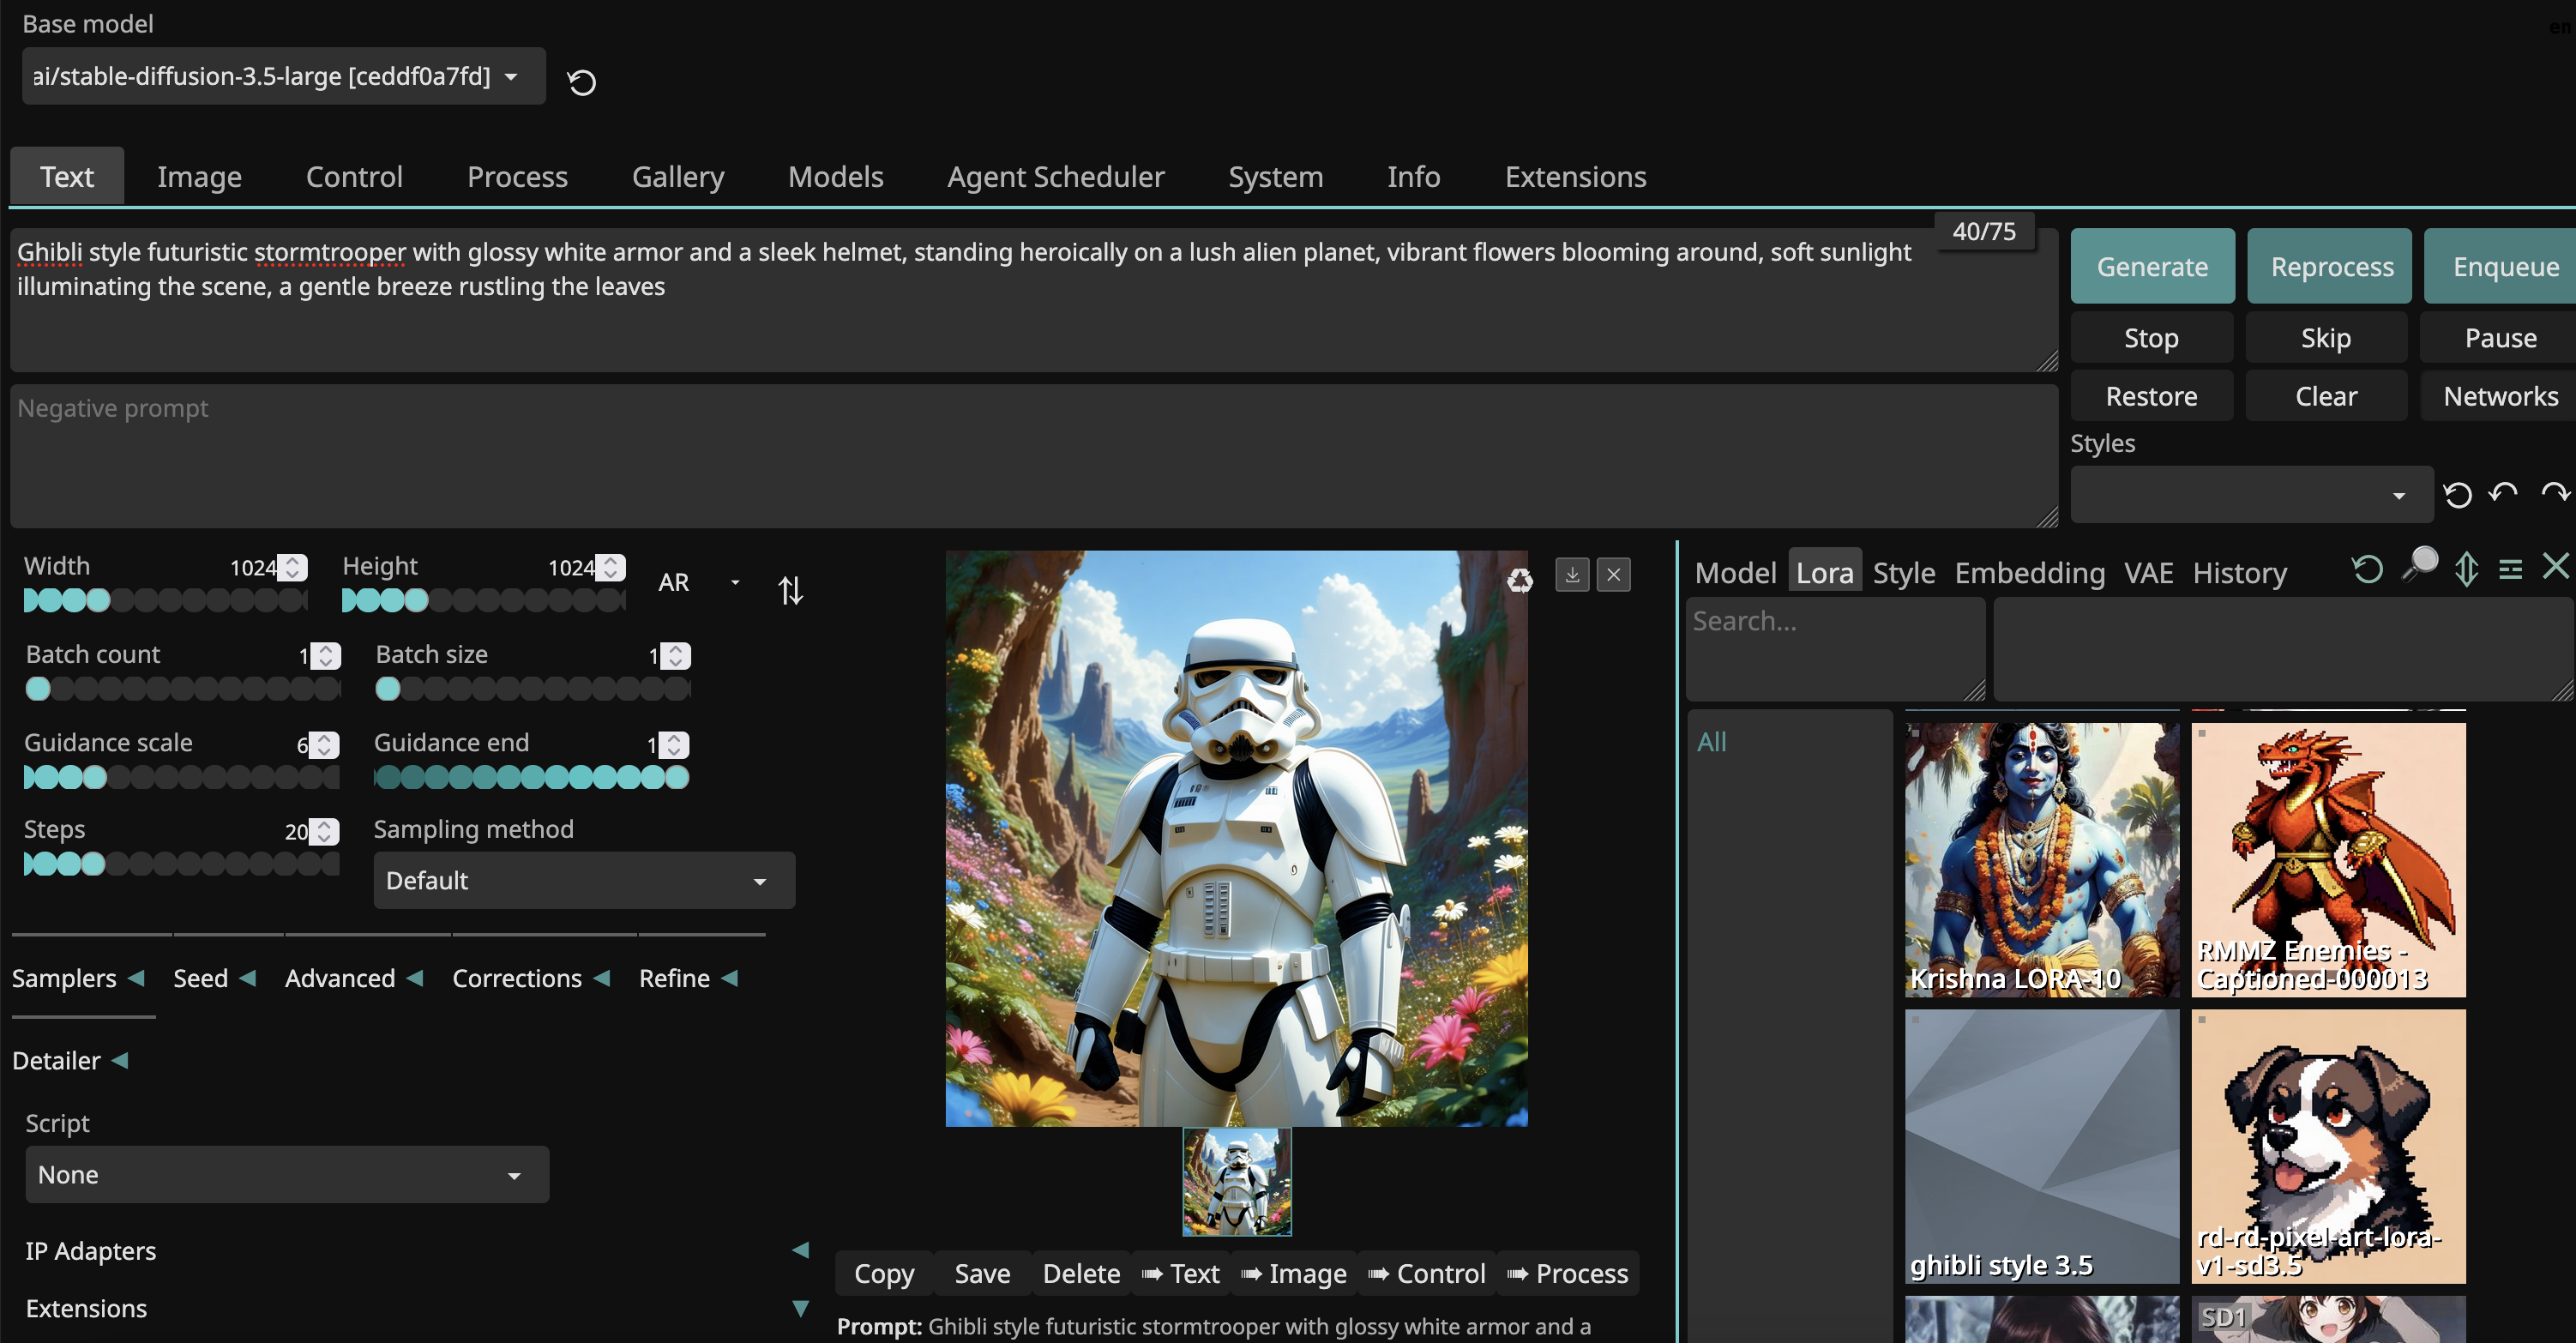 Base model
en
ai/stable-diffusion-3.5-large [ceddf0a7fd]
Text Image Control Process Gallery Models Agent Scheduler System Info Extensions
40/75
Ghibli style futuristic stormtrooper with glossy white armor and a sleek helmet, standing heroically on a lush alien planet, vibrant flowers blooming around, soft sunlight
illuminating the scene, a gentle breeze rustling the leaves
Generate Reprocess Enqueue
Stop Skip Pause
Restore Clear Networks
Negative prompt
Styles
Width 1024 Height 1024 AR
Batch count 1 Batch size 1
Guidance scale 6 Guidance end 1
Steps 20 Sampling method
Default
Samplers Seed Advanced Corrections Refine
Detailer
Script
None
IP Adapters
Extensions
Copy Save Delete ➠ Text ➠ Image ➠ Control ➠ Process
Prompt: Ghibli style futuristic stormtrooper with glossy white armor and a
Model Lora Style Embedding VAE History
Search...
All
Krishna LORA-10
RMMZ Enemies -
Captioned-000013
ghibli style 3.5
rd-rd-pixel-art-lora-
v1-sd3.5
SD1